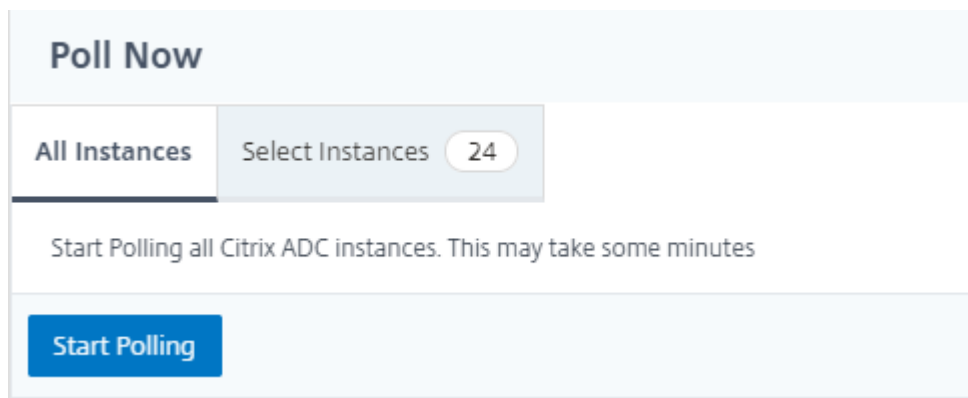 Poll Now
All Instances Select Instances 24
Start Polling all Citrix ADC instances. This may take some minutes
Start Polling